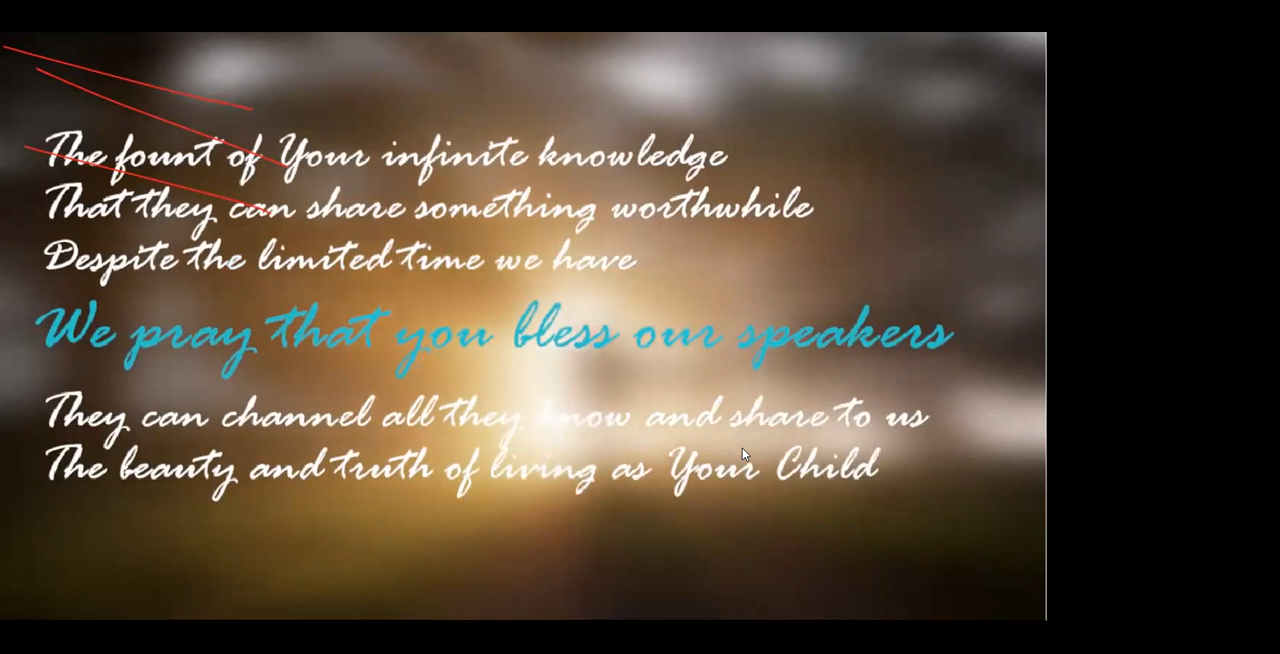 The fount of Your infinite knowledge
That they can share something worthwhile
Despite the limited time we have
We pray that you bless our speakers
They can channel all they know and share to us
The beauty and truth of living as Your Child